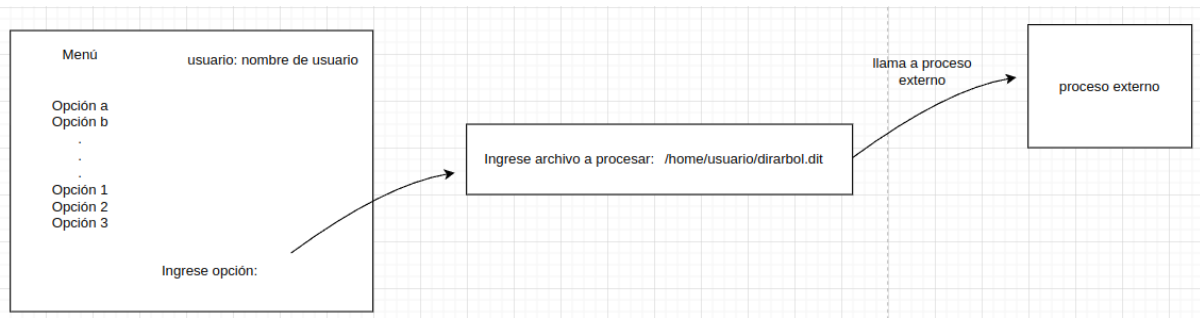 Menú
usuario: nombre de usuario
Opción a
Opción b
.
.
.
Opción 1
Opción 2
Opción 3
Ingrese opción:
Ingrese archivo a procesar: /home/usuario/dirarbol.dit
llama a proceso
externo
proceso externo